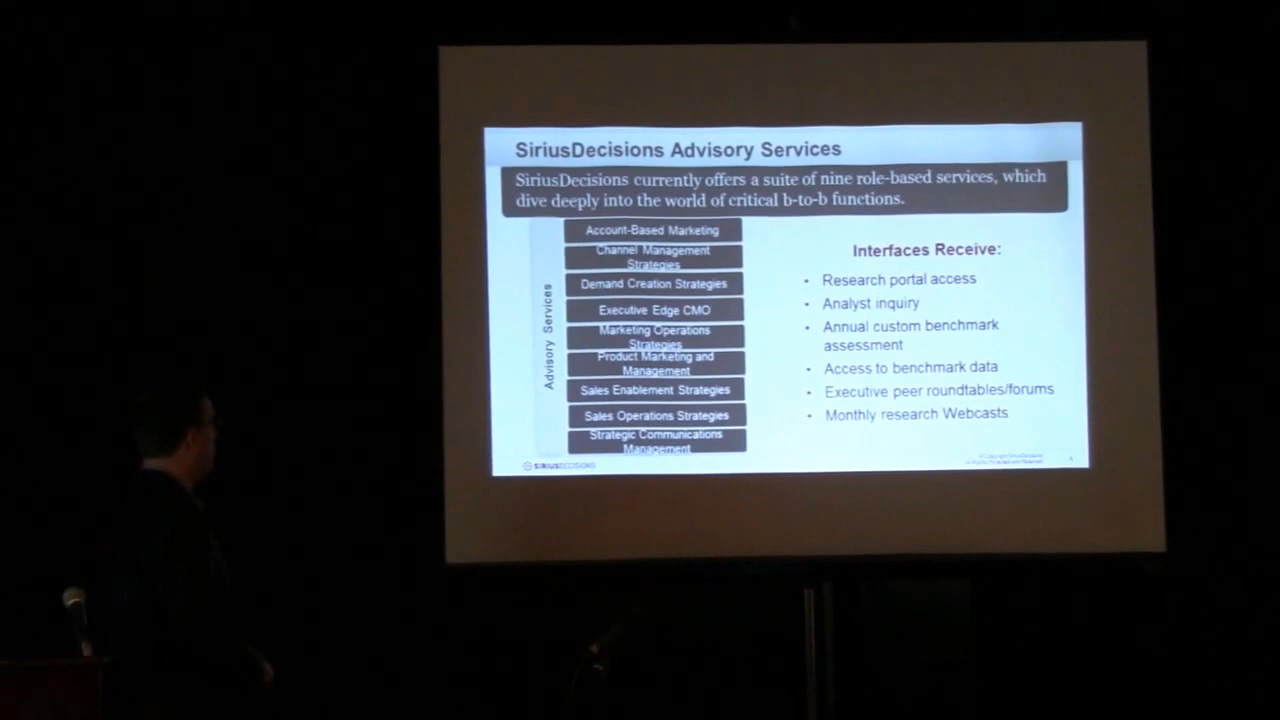 SiriusDecisions Advisory Services
SiriusDecisions currently offers a suite of nine role-based services, which
dive deeply into the world of critical b-to-b functions.
Advisory Services
Account-Based Marketing
Channel Management
Strategies
Demand Creation Strategies
Executive Edge CMO
Marketing Operations
Strategies
Product Marketing and
Management
Sales Enablement Strategies
Sales Operations Strategies
Strategic Communications
Management
Interfaces Receive:
• Research portal access
• Analyst inquiry
• Annual custom benchmark
assessment
• Access to benchmark data
• Executive peer roundtables/forums
• Monthly research Webcasts
SIRIUSDECISIONS